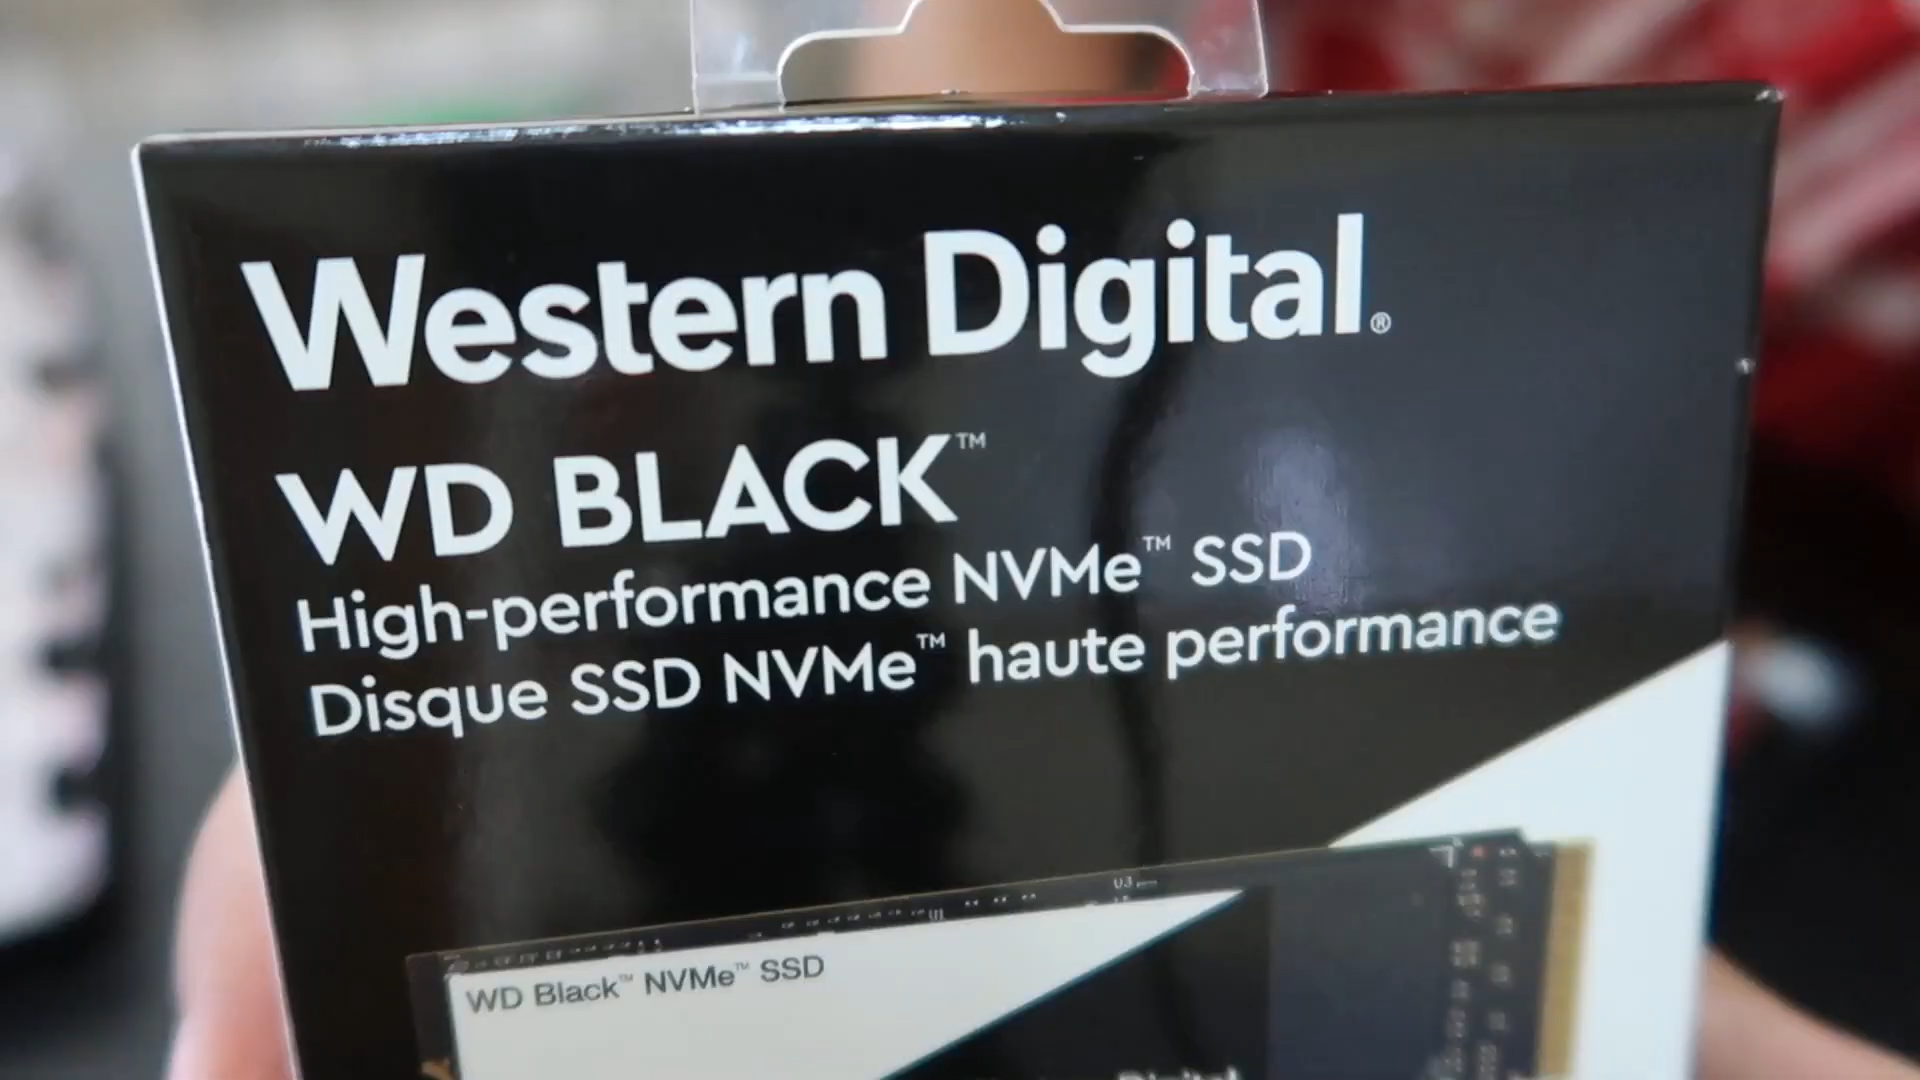 Western Digital®
WD BLACK™
High-performance NVMe™ SSD
Disque SSD NVMe™ haute performance
WD Black™ NVMe™ SSD